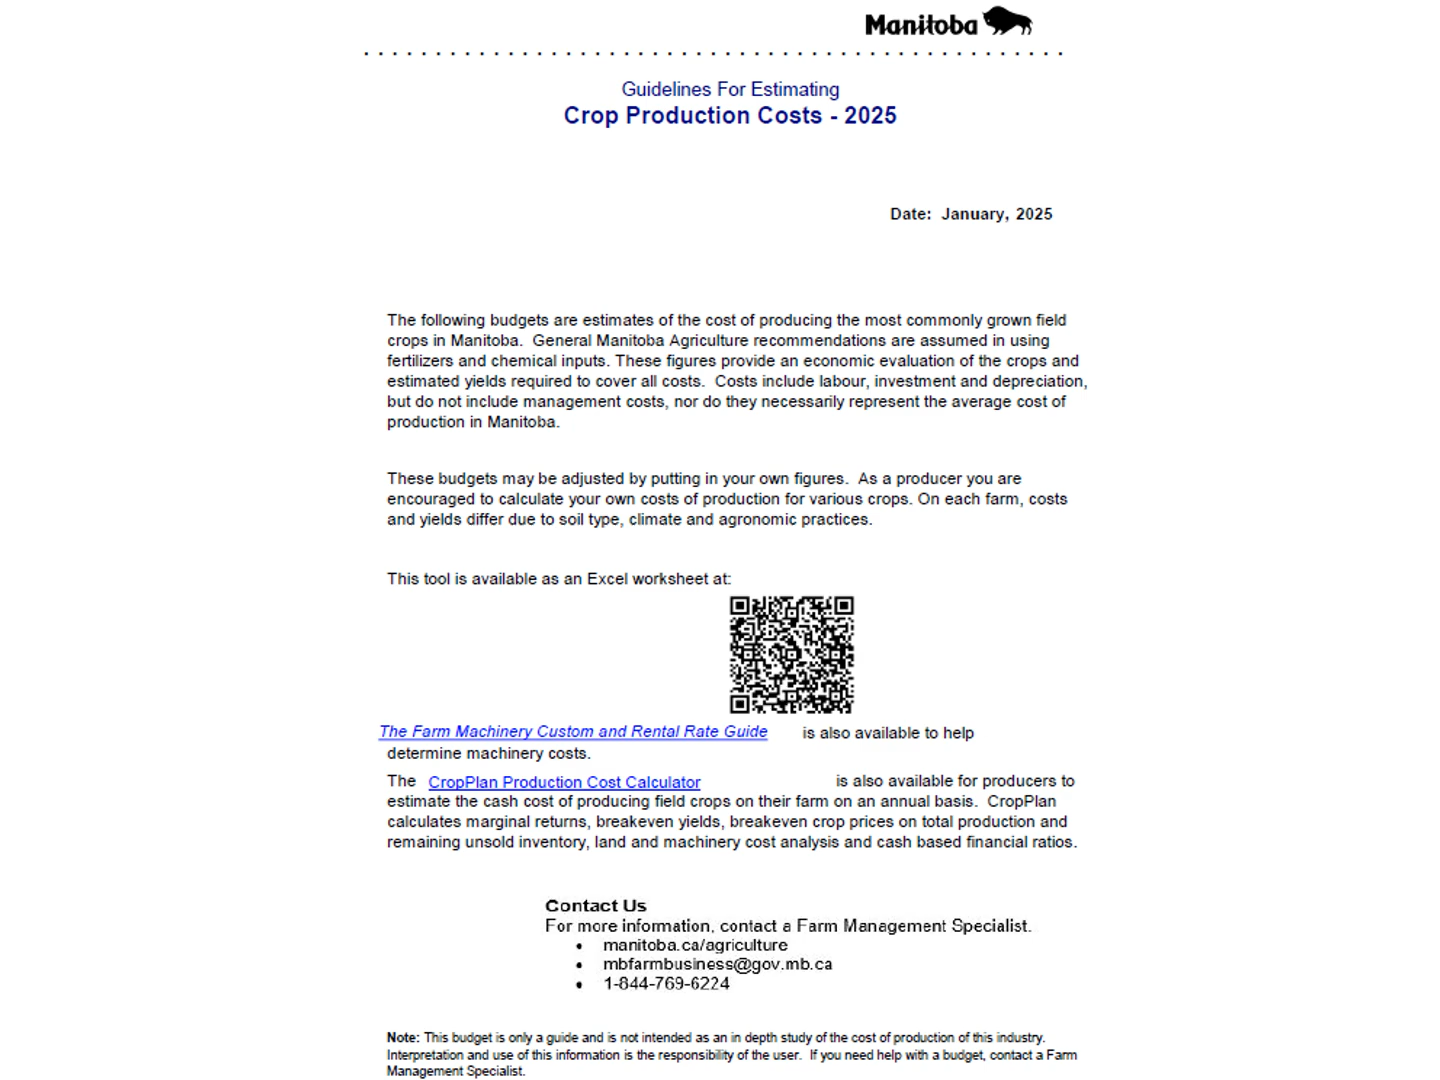 Manitoba
Guidelines For Estimating
Crop Production Costs - 2025
Date: January, 2025
The following budgets are estimates of the cost of producing the most commonly grown field
crops in Manitoba. General Manitoba Agriculture recommendations are assumed in using
fertilizers and chemical inputs. These figures provide an economic evaluation of the crops and
estimated yields required to cover all costs. Costs include labour, investment and depreciation,
but do not include management costs, nor do they necessarily represent the average cost of
production in Manitoba.
These budgets may be adjusted by putting in your own figures. As a producer you are
encouraged to calculate your own costs of production for various crops. On each farm, costs
and yields differ due to soil type, climate and agronomic practices.
This tool is available as an Excel worksheet at:
The Farm Machinery Custom and Rental Rate Guide is also available to help
determine machinery costs.
The CropPlan Production Cost Calculator is also available for producers to
estimate the cash cost of producing field crops on their farm on an annual basis. CropPlan
calculates marginal returns, breakeven yields, breakeven crop prices on total production and
remaining unsold inventory, land and machinery cost analysis and cash based financial ratios.
Contact Us
For more information, contact a Farm Management Specialist.
• manitoba.ca/agriculture
• mbfarmbusiness@gov.mb.ca
• 1-844-769-6224
Note: This budget is only a guide and is not intended as an in depth study of the cost of production of this industry.
Interpretation and use of this information is the responsibility of the user. If you need help with a budget, contact a Farm
Management Specialist.